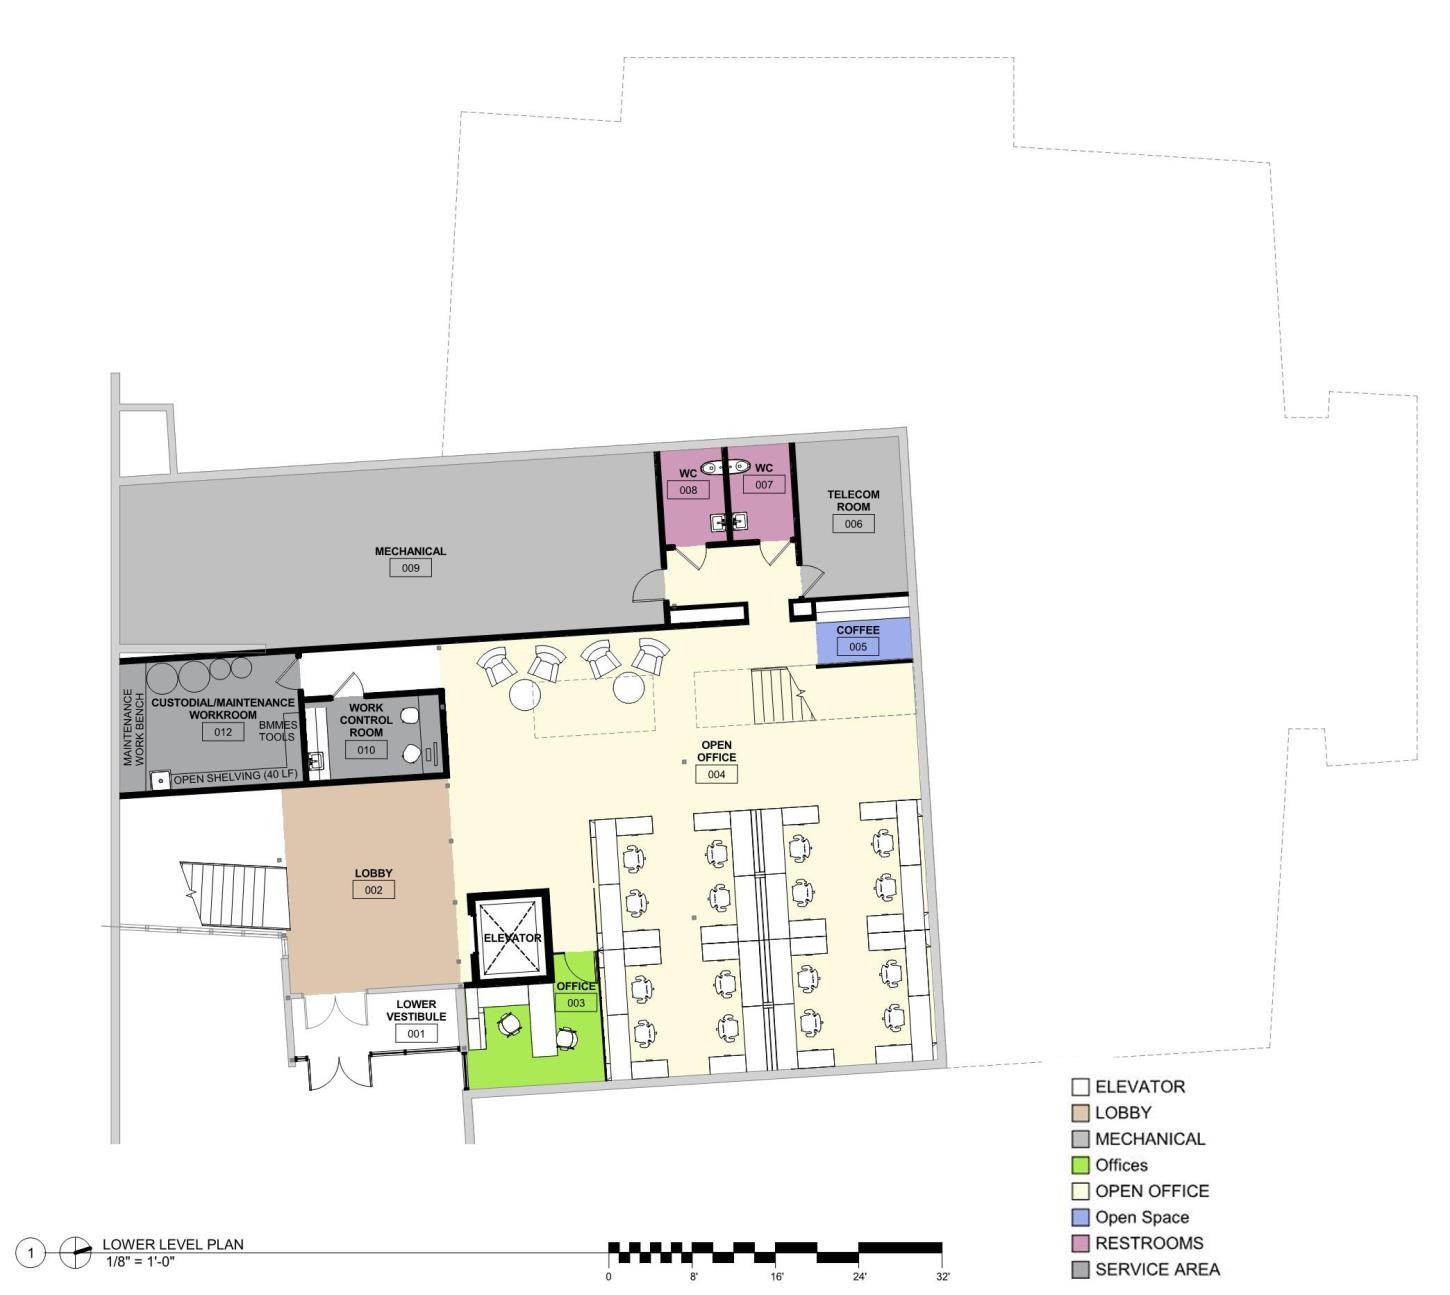 WC
008
WC
007
TELECOM
ROOM
006
MECHANICAL
009
COFFEE
005
MAINTENANCE
WORK BENCH
CUSTODIAL/MAINTENANCE
WORKROOM
012
BMMES
TOOLS
OPEN SHELVING (40 LF)
WORK
CONTROL
ROOM
010
OPEN
OFFICE
004
LOBBY
002
ELEVATOR
OFFICE
003
LOWER
VESTIBULE
001
ELEVATOR
LOBBY
MECHANICAL
Offices
OPEN OFFICE
Open Space
RESTROOMS
SERVICE AREA
1
LOWER LEVEL PLAN
1/8" = 1'-0"
0 8' 16' 24' 32'